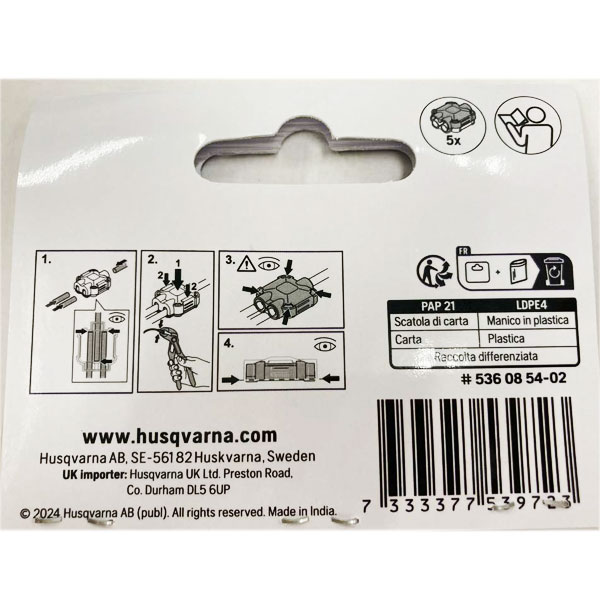 5x
1.
2.
1
2
2
3.
4.
FR
+
PAP 21 LDPE4
Scatola di carta Manico in plastica
Carta Plastica
Raccolta differenziata
# 536 08 54-02
www.husqvarna.com
Husqvarna AB, SE-561 82 Huskvarna, Sweden
UK importer: Husqvarna UK Ltd. Preston Road,
Co. Durham DL5 6UP
© 2024 Husqvarna AB (publ). All rights reserved. Made in India.
7 333377 539723